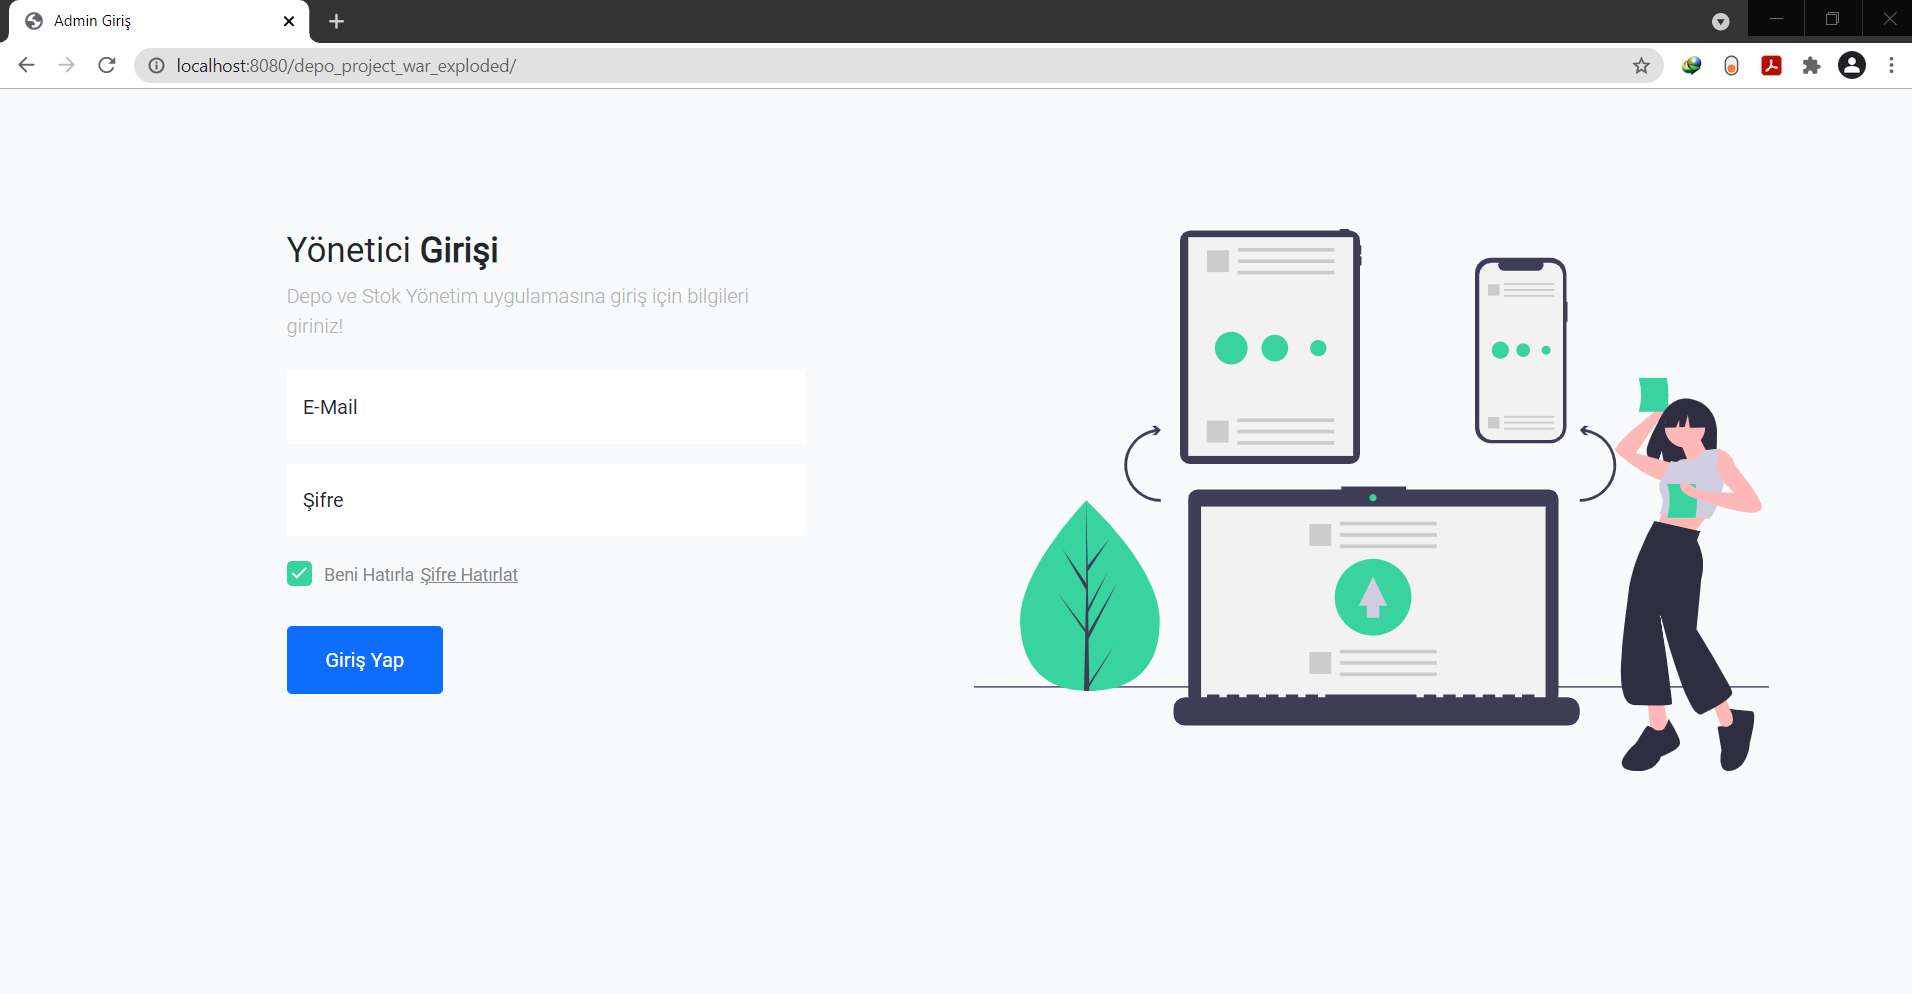 Admin Giriş
localhost:8080/depo_project_war_exploded/
Yönetici Girişi
Depo ve Stok Yönetim uygulamasına giriş için bilgileri
giriniz!
E-Mail
Şifre
Beni Hatırla Şifre Hatırlat
Giriş Yap